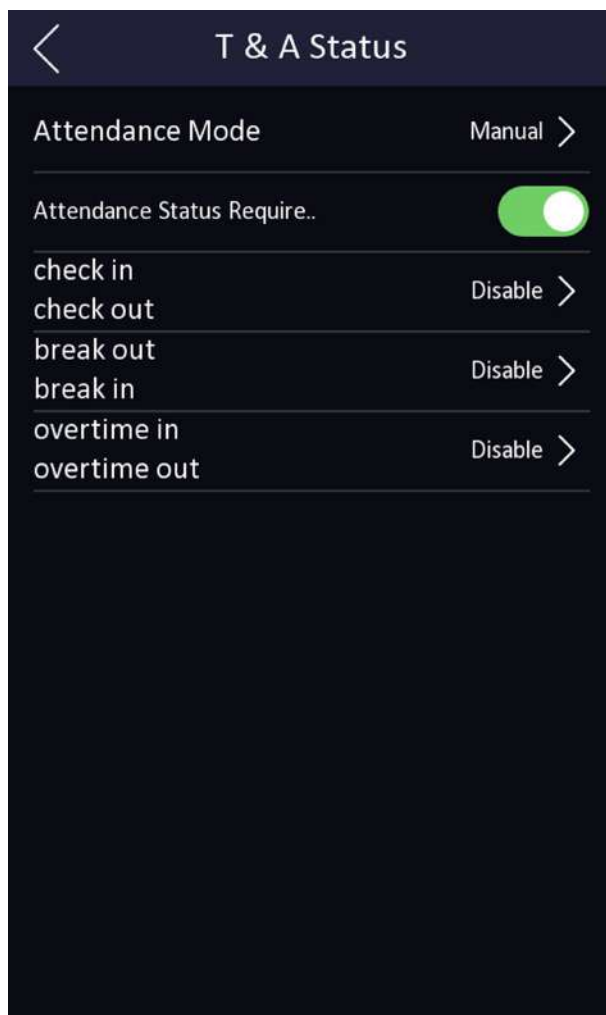 T & A Status
Attendance Mode Manual
Attendance Status Require..
check in
check out
Disable
break out
break in
Disable
overtime in
overtime out
Disable